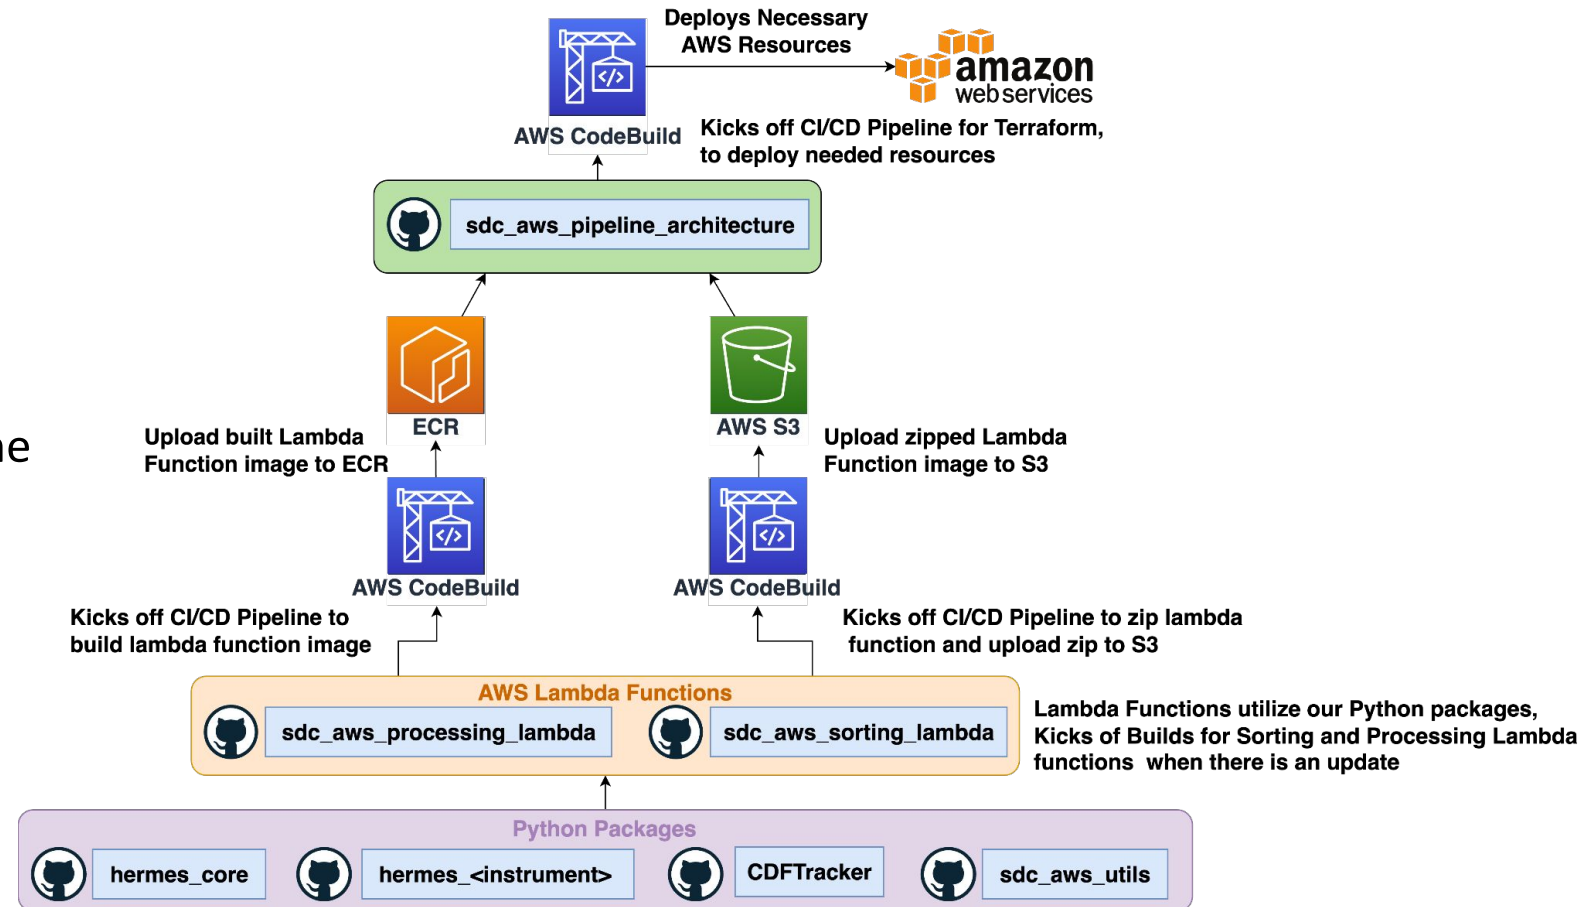 Deploys Necessary
AWS Resources
amazon
web services
AWS CodeBuild
Kicks off CI/CD Pipeline for Terraform,
to deploy needed resources
sdc_aws_pipeline_architecture
ECR
AWS S3
Upload built Lambda
Function image to ECR
Upload zipped Lambda
Function image to S3
ne
AWS CodeBuild
AWS CodeBuild
Kicks off CI/CD Pipeline to
build lambda function image
Kicks off CI/CD Pipeline to zip lambda
function and upload zip to S3
AWS Lambda Functions
sdc_aws_processing_lambda
sdc_aws_sorting_lambda
Lambda Functions utilize our Python packages,
Kicks of Builds for Sorting and Processing Lambda
functions when there is an update
Python Packages
hermes_core
hermes_<instrument>
CDFTracker
sdc_aws_utils